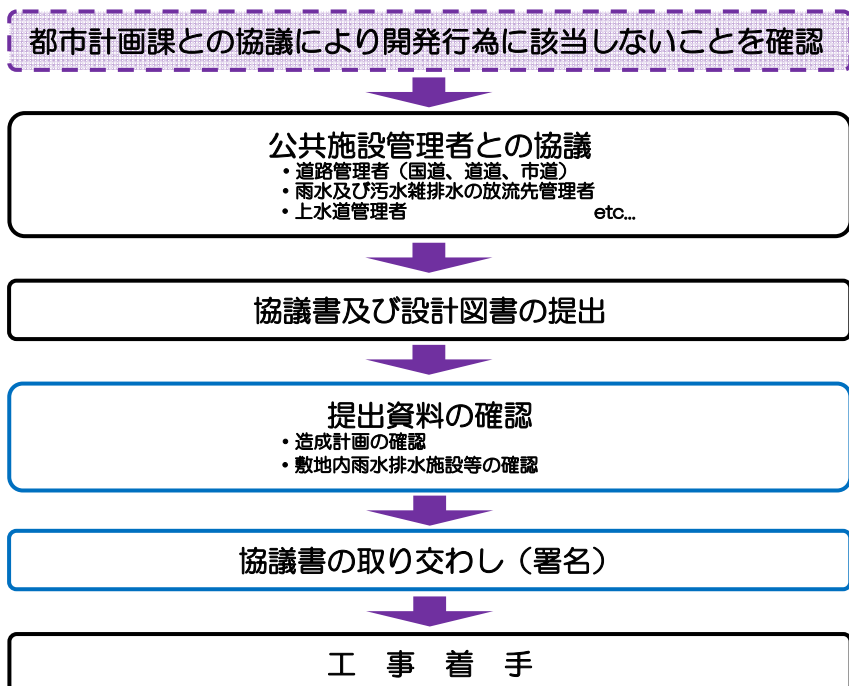 都市計画課との協議により開発行為に該当しないことを確認
公共施設管理者との協議
・道路管理者（国道、道道、市道）
・雨水及び汚水雑排水の放流先管理者
・上水道管理者 etc...
協議書及び設計図書の提出
提出資料の確認
・造成計画の確認
・敷地内雨水排水施設等の確認
協議書の取り交わし（署名）
工 事 着 手